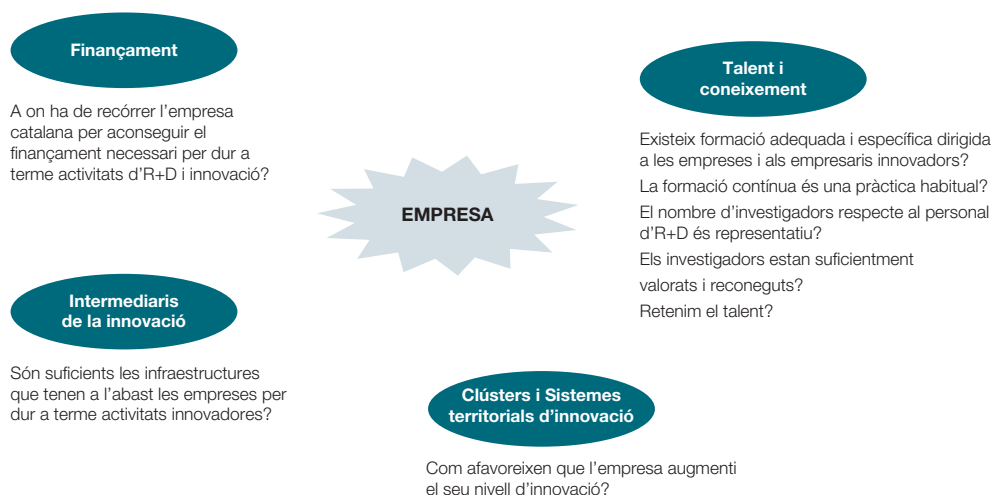 Finançament
A on ha de recórrer l'empresa
catalana per aconseguir el
finançament necessari per dur a
terme activitats d'R+D i innovació?
Talent i
coneixement
Existeix formació adequada i específica dirigida
a les empreses i als empresaris innovadors?
La formació contínua és una pràctica habitual?
El nombre d'investigadors respecte al personal
d'R+D és representatiu?
Els investigadors estan suficientment
valorats i reconeguts?
Retenim el talent?
EMPRESA
Intermediaris
de la innovació
Són suficients les infraestructures
que tenen a l'abast les empreses per
dur a terme activitats innovadores?
Clústers i Sistemes
territorials d'innovació
Com afavoreixen que l'empresa augmenti
el seu nivell d'innovació?